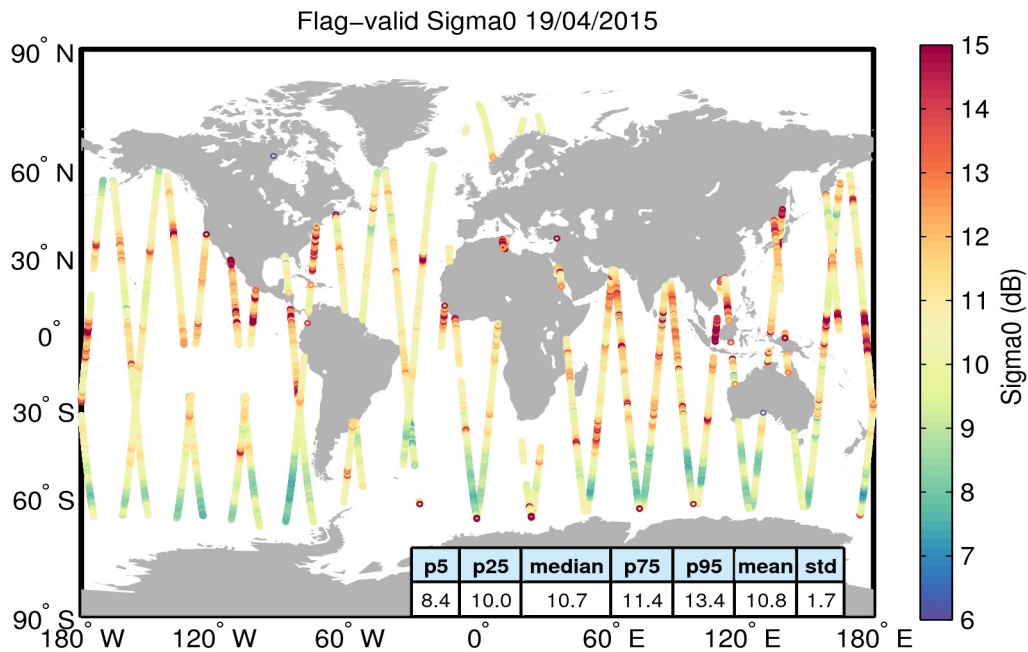 Flag−valid Sigma0 19/04/2015
90° N
60° N
30° N
0°
30° S
60° S
90° S
180° W
120° W
60° W
0°
60° E
120° E
180° E
p5 p25 median p75 p95 mean std
8.4 10.0 10.7 11.4 13.4 10.8 1.7
15
14
13
12
11
10
9
8
7
6
Sigma0 (dB)